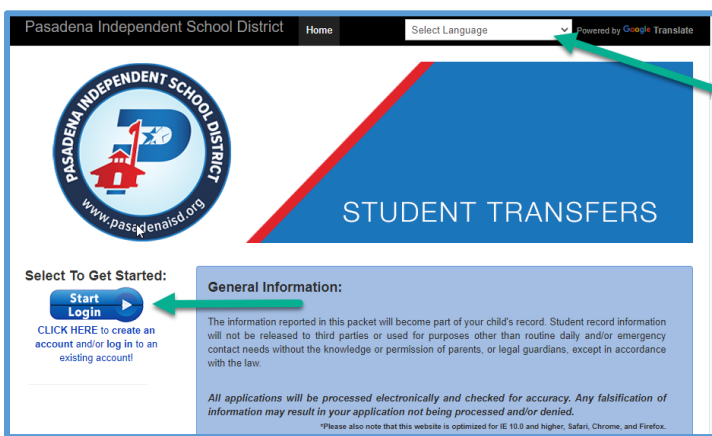 Pasadena Independent School District Home Select Language Powered by Google Translate
PASADENA INDEPENDENT SCHOOL DISTRICT
www.pasadenaisd.org
STUDENT TRANSFERS
Select To Get Started:
Start
Login
CLICK HERE to create an
account and/or log in to an
existing account!
General Information:
The information reported in this packet will become part of your child's record. Student record information
will not be released to third parties or used for purposes other than routine daily and/or emergency
contact needs without the knowledge or permission of parents, or legal guardians, except in accordance
with the law.
All applications will be processed electronically and checked for accuracy. Any falsification of
information may result in your application not being processed and/or denied.
*Please also note that this website is optimized for IE 10.0 and higher, Safari, Chrome, and Firefox.